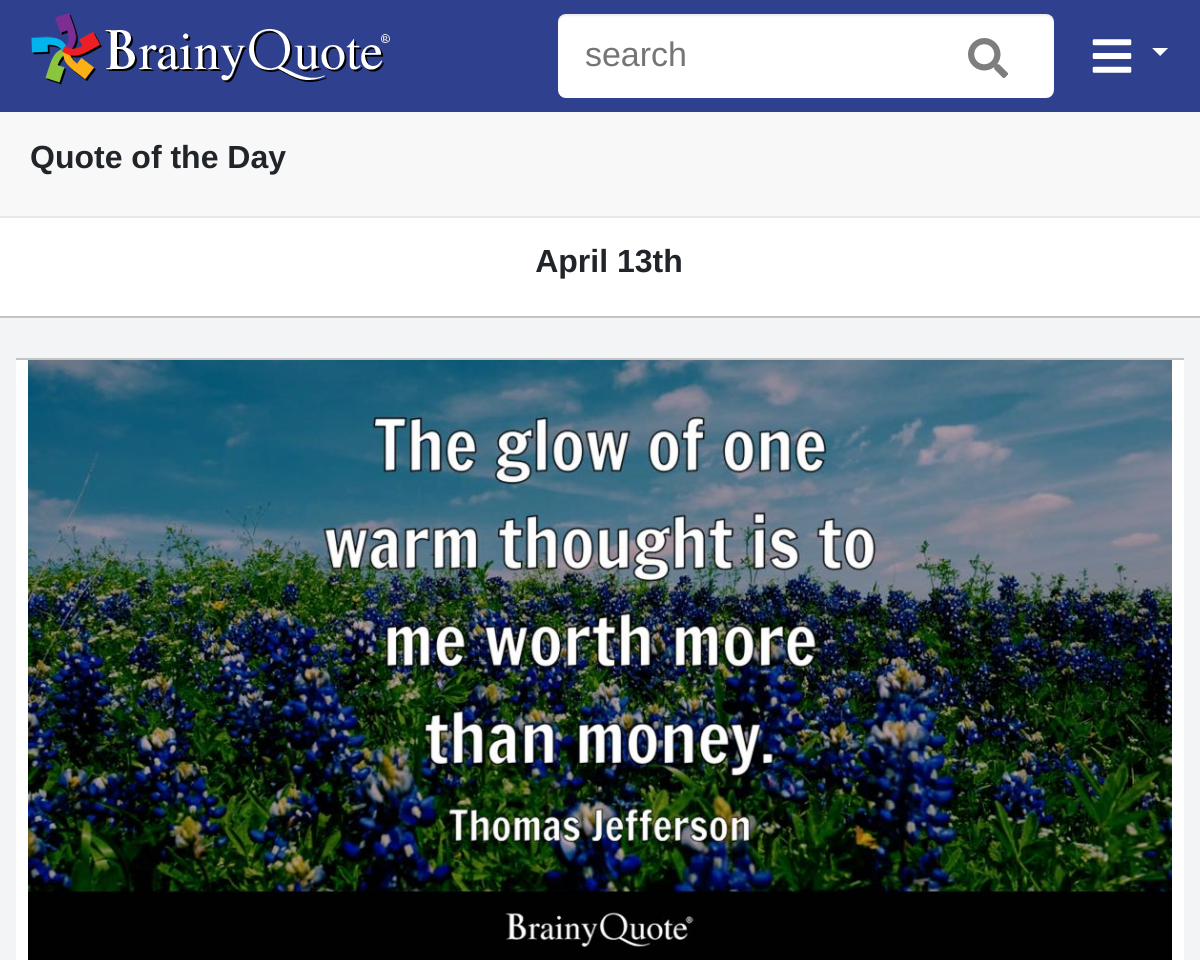 BrainyQuote®
search
Quote of the Day
April 13th
The glow of one
warm thought is to
me worth more
than money.
Thomas Jefferson
BrainyQuote®